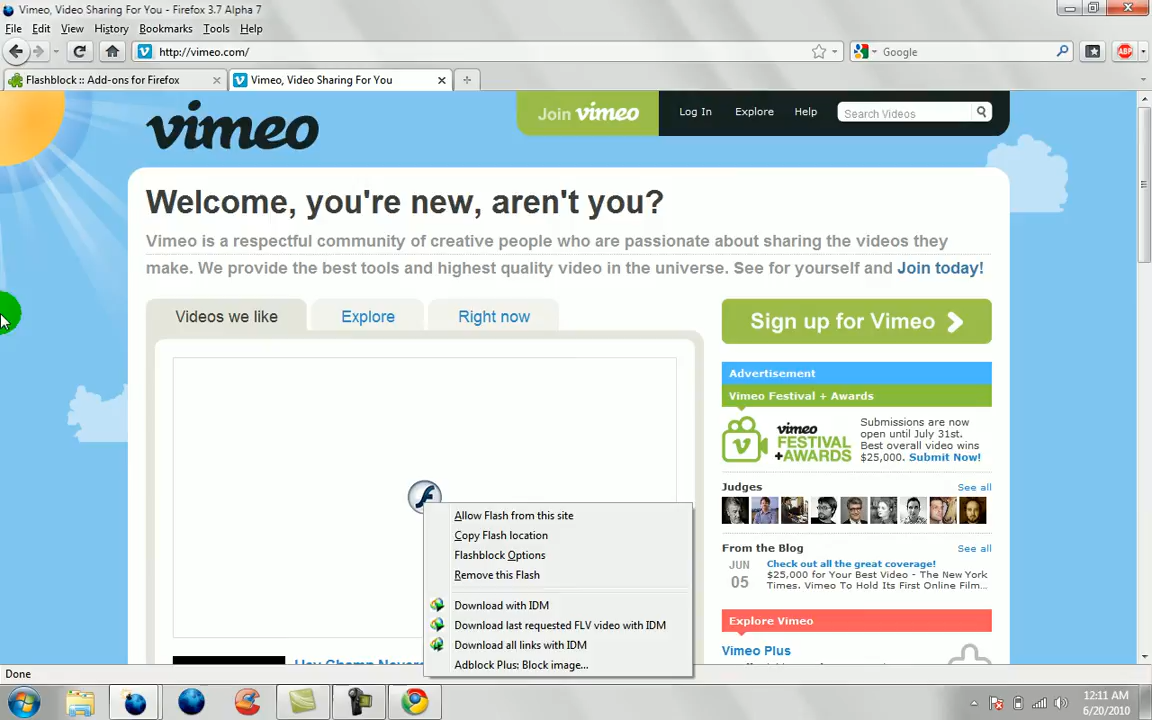 Vimeo, Video Sharing For You - Firefox 3.7 Alpha 7
File Edit View History Bookmarks Tools Help
http://vimeo.com/
Google
ABP
Flashblock :: Add-ons for Firefox
Vimeo, Video Sharing For You
vimeo
Join vimeo
Log In
Explore
Help
Search Videos
Welcome, you're new, aren't you?
Vimeo is a respectful community of creative people who are passionate about sharing the videos they
make. We provide the best tools and highest quality video in the universe. See for yourself and Join today!
Videos we like
Explore
Right now
Sign up for Vimeo
Advertisement
Vimeo Festival + Awards
vimeo
FESTIVAL
+AWARDS
Submissions are now
open until July 31st.
Best overall video wins
$25,000. Submit Now!
Judges
See all
From the Blog
See all
JUN
05
Check out all the great coverage!
$25,000 for Your Best Video - The New York
Times. Vimeo To Hold Its First Online Film...
Explore Vimeo
Vimeo Plus
Allow Flash from this site
Copy Flash location
Flashblock Options
Remove this Flash
Download with IDM
Download last requested FLV video with IDM
Download all links with IDM
Adblock Plus: Block image...
Done
12:11 AM
6/20/2010